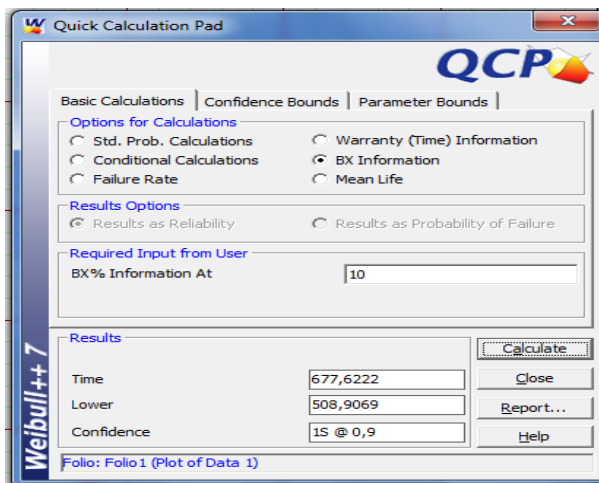 Quick Calculation Pad
QCP
Basic Calculations Confidence Bounds Parameter Bounds
Options for Calculations
Std. Prob. Calculations Warranty (Time) Information
Conditional Calculations BX Information
Failure Rate Mean Life
Results Options
Results as Reliability Results as Probability of Failure
Required Input from User
BX% Information At 10
Results
Calculate
Time 677,6222 Close
Lower 508,9069 Report...
Confidence 1S @ 0,9 Help
Weibull++ 7
Folio: Folio1 (Plot of Data 1)